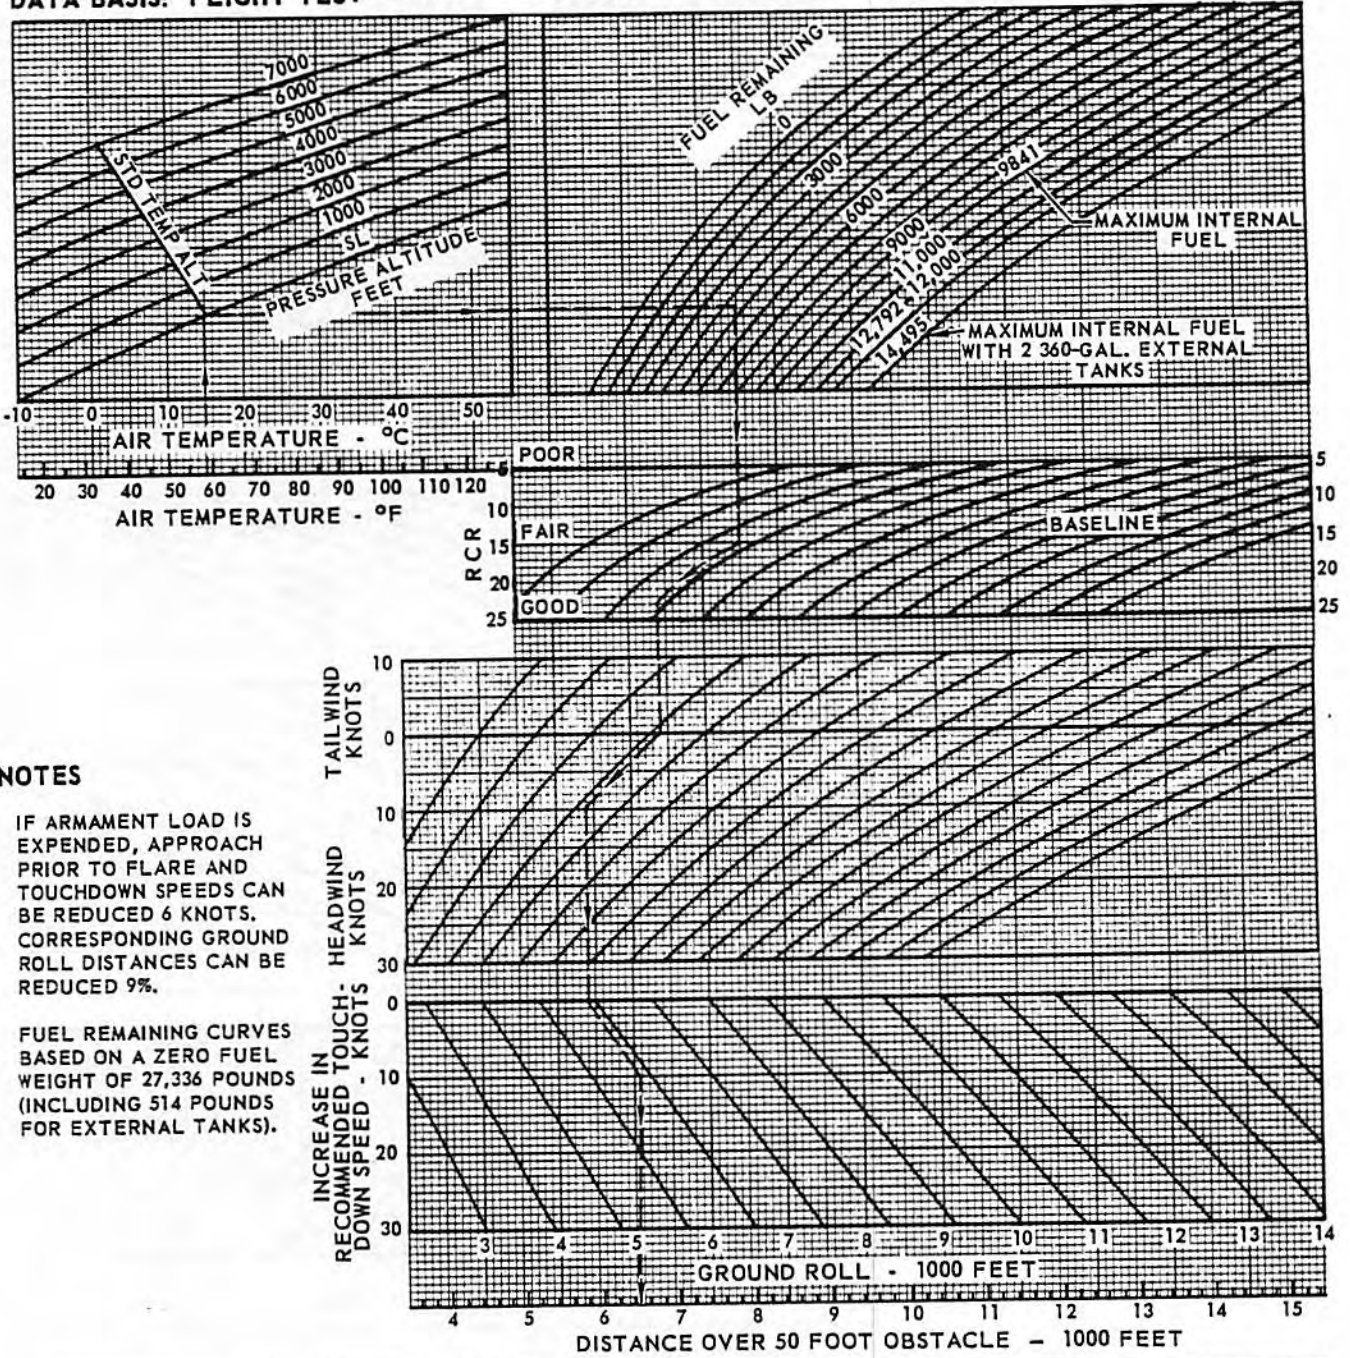 DATA BASIS: FLIGHT TEST
7000
6000
5000
4000
3000
2000
1000
SL
STD TEMP ALT
PRESSURE ALTITUDE
FEET
-10 0 10 20 30 40 50
AIR TEMPERATURE - °C
20 30 40 50 60 70 80 90 100 110 120
AIR TEMPERATURE - °F
FUEL REMAINING
LB
0
3000
6000
9000
9841
11,000
12,000
12,792
14,495
MAXIMUM INTERNAL
FUEL
MAXIMUM INTERNAL FUEL
WITH 2 360-GAL. EXTERNAL
TANKS
RCR
5
10
15
20
25
POOR
FAIR
GOOD
BASELINE
5
10
15
20
25
TAILWIND
KNOTS
HEADWIND
KNOTS
10
0
10
20
30
INCREASE IN
RECOMMENDED TOUCH-
DOWN SPEED - KNOTS
0
10
20
30
3 4 5 6 7 8 9 10 11 12 13 14
GROUND ROLL - 1000 FEET
4 5 6 7 8 9 10 11 12 13 14 15
DISTANCE OVER 50 FOOT OBSTACLE - 1000 FEET
NOTES
IF ARMAMENT LOAD IS
EXPENDED, APPROACH
PRIOR TO FLARE AND
TOUCHDOWN SPEEDS CAN
BE REDUCED 6 KNOTS.
CORRESPONDING GROUND
ROLL DISTANCES CAN BE
REDUCED 9%.
FUEL REMAINING CURVES
BASED ON A ZERO FUEL
WEIGHT OF 27,336 POUNDS
(INCLUDING 514 POUNDS
FOR EXTERNAL TANKS).